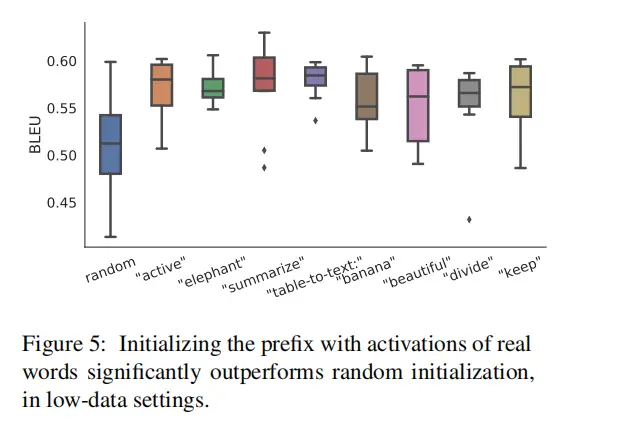 0.60
0.55
0.50
0.45
BLEU
random
"active"
"elephant"
"summarize"
"table-to-text:"
"banana"
"beautiful"
"divide"
"keep"
Figure 5: Initializing the prefix with activations of real
words significantly outperforms random initialization,
in low-data settings.